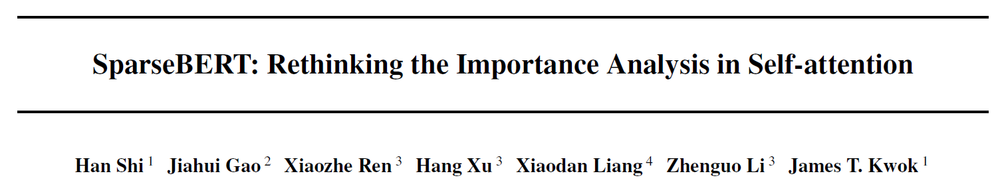 SparseBERT: Rethinking the Importance Analysis in Self-attention
Han Shi 1 Jiahui Gao 2 Xiaozhe Ren 3 Hang Xu 3 Xiaodan Liang 4 Zhenguo Li 3 James T. Kwok 1